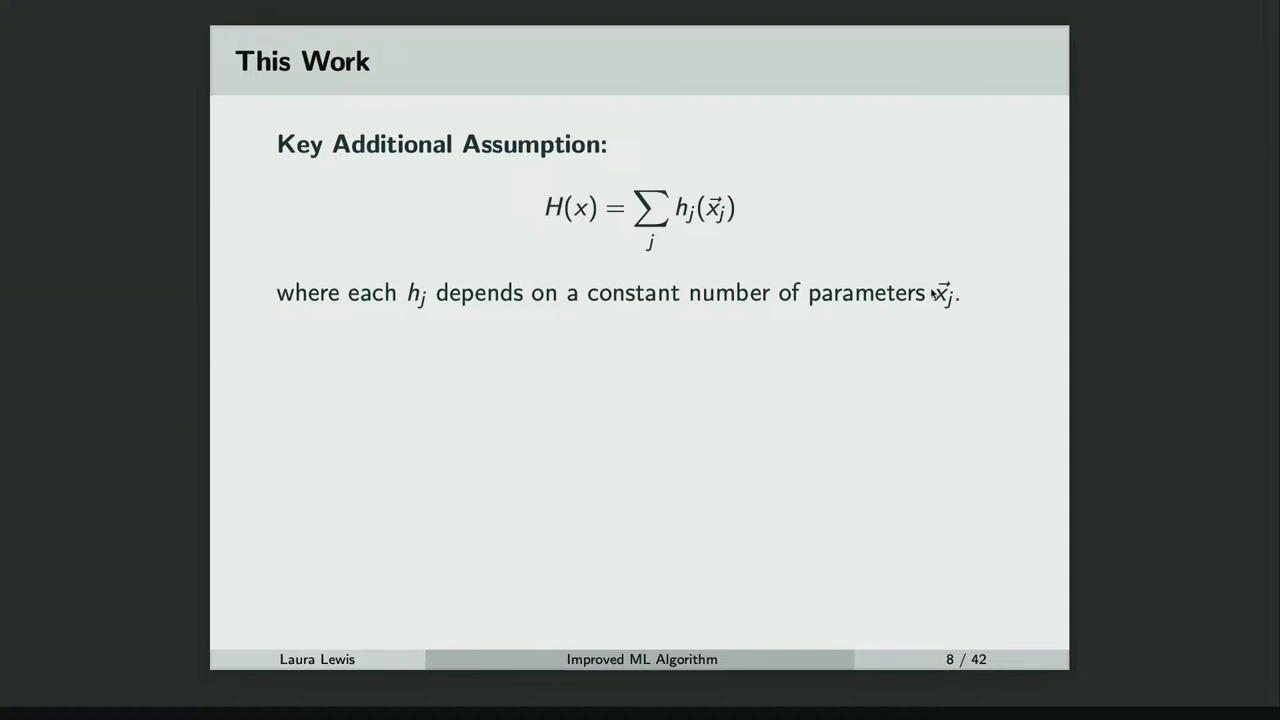 This Work
Key Additional Assumption:
H(x) = ∑_j h_j(x⃗_j)
where each h_j depends on a constant number of parameters x⃗_j.
Laura Lewis
Improved ML Algorithm
8 / 42